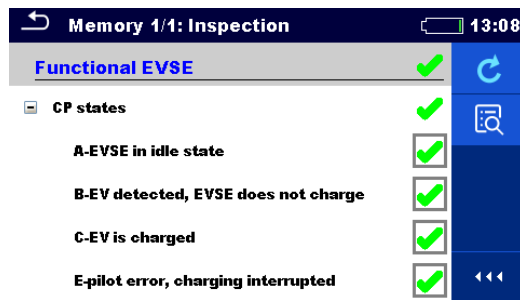 Memory 1/1: Inspection 13:08
Functional EVSE
CP states
A-EVSE in idle state
B-EV detected, EVSE does not charge
C-EV is charged
E-pilot error, charging interrupted